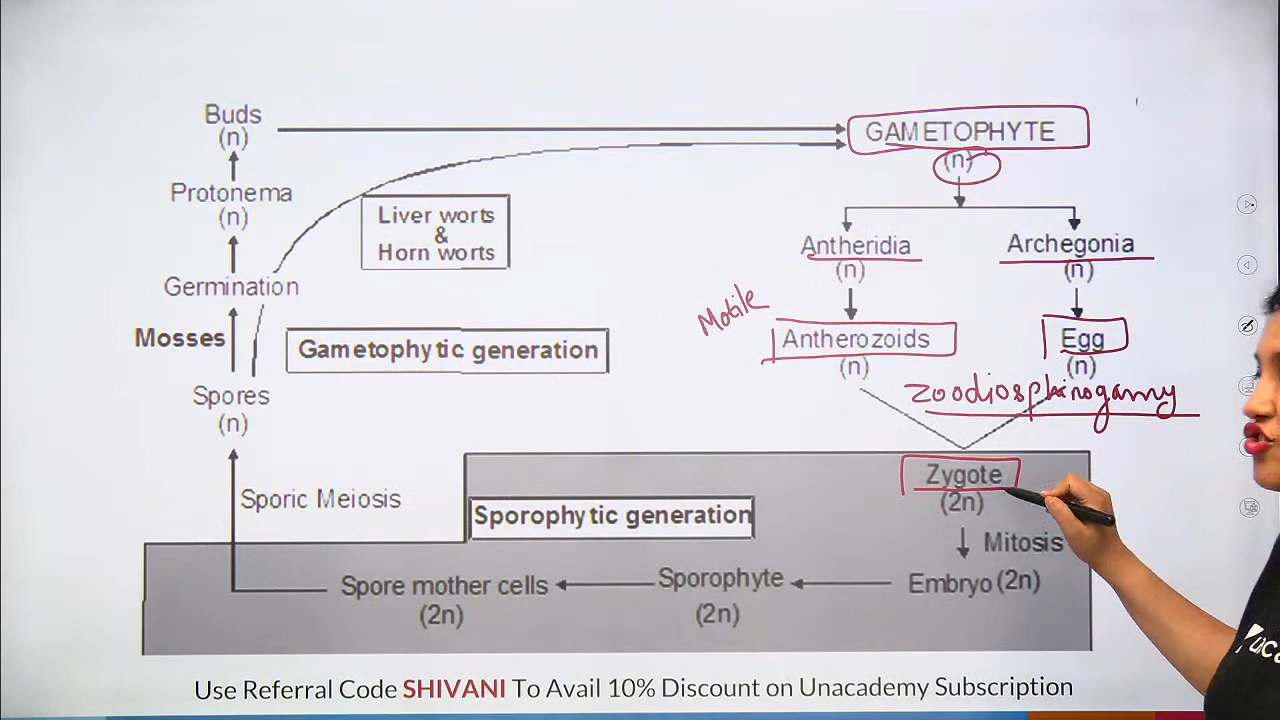 Buds
(n)
GAMETOPHYTE
(n)
Protonema
(n)
Liver worts
&
Horn worts
Antheridia
(n)
Archegonia
(n)
Germination
Motile
Mosses
Gametophytic generation
Antherozoids
(n)
Egg
(n)
Spores
(n)
Zygote
(2n)
Sporic Meiosis
Sporophytic generation
Mitosis
Spore mother cells
(2n)
Sporophyte
(2n)
Embryo (2n)
Use Referral Code SHIVANI To Avail 10% Discount on Unacademy Subscription